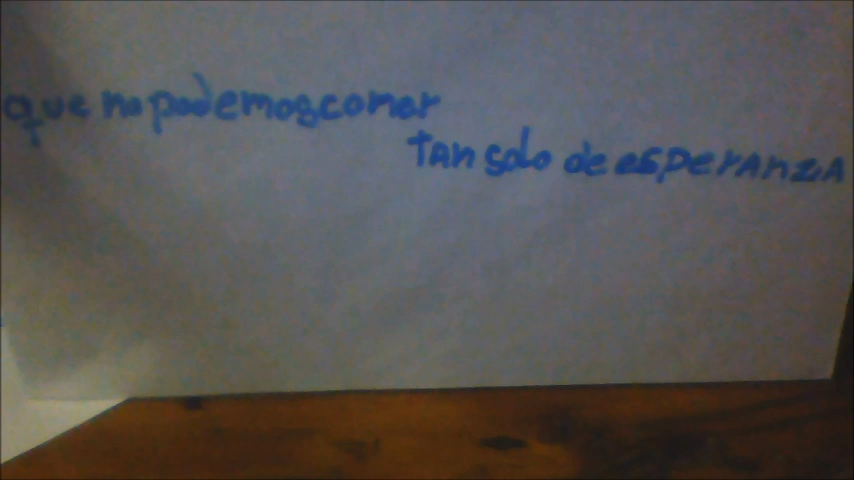 que no podemos comer
tan solo de esperanza